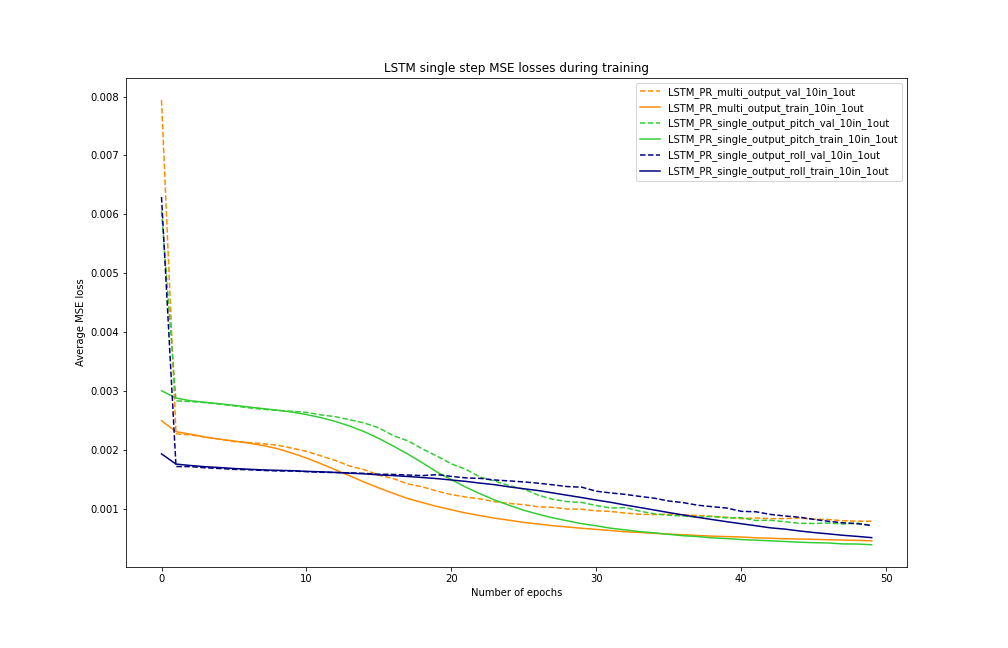 LSTM single step MSE losses during training
LSTM_PR_multi_output_val_10in_1out
LSTM_PR_multi_output_train_10in_1out
LSTM_PR_single_output_pitch_val_10in_1out
LSTM_PR_single_output_pitch_train_10in_1out
LSTM_PR_single_output_roll_val_10in_1out
LSTM_PR_single_output_roll_train_10in_1out
Average MSE loss
0.008
0.007
0.006
0.005
0.004
0.003
0.002
0.001
0 10 20 30 40 50
Number of epochs